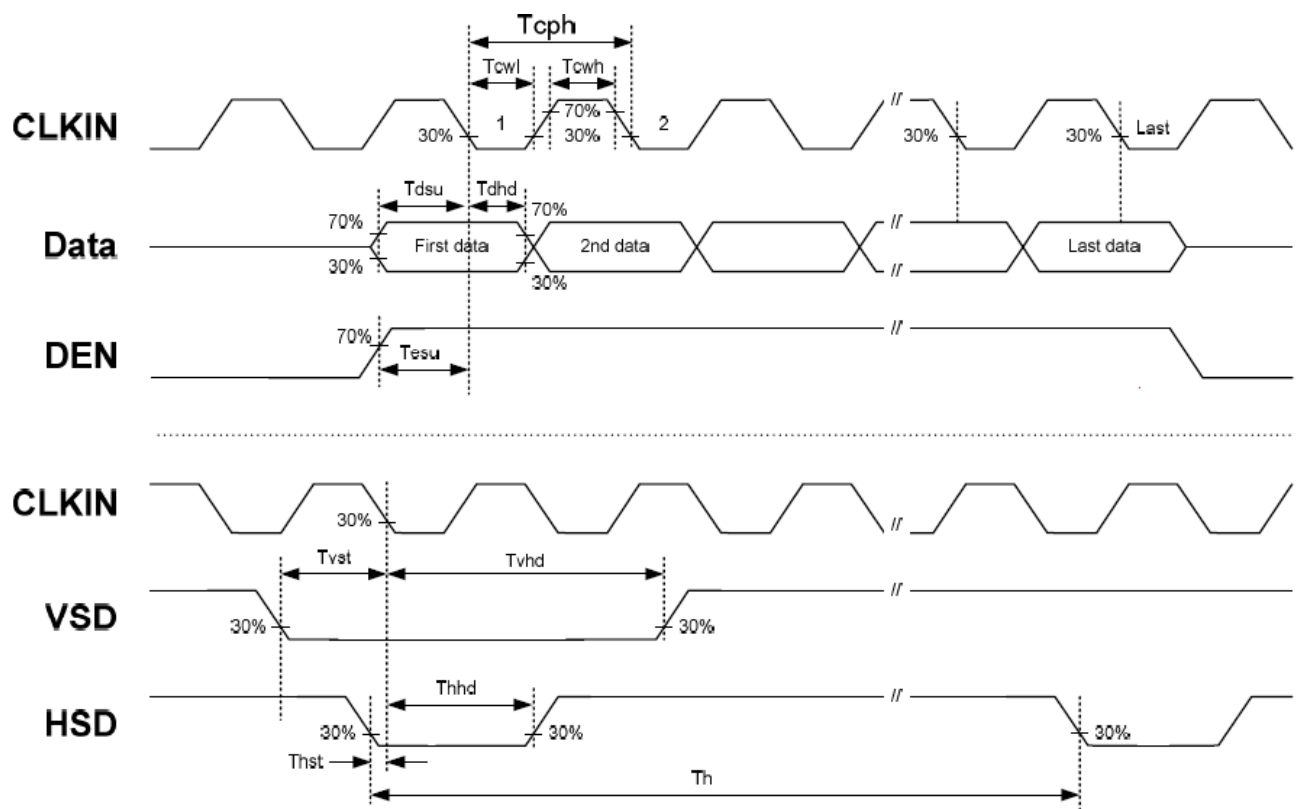 Tcph
Tcwl Tcwh
CLKIN 30% 1 70% 30% 2 // 30% 30% Last
Tdsu Tdhd
70% 70%
Data First data 2nd data // Last data
30% 30%
//
DEN 70% Tesu
CLKIN 30% //
Tvst Tvhd
VSD 30% 30% //
Thhd
HSD 30% 30% // 30%
Thst
Th